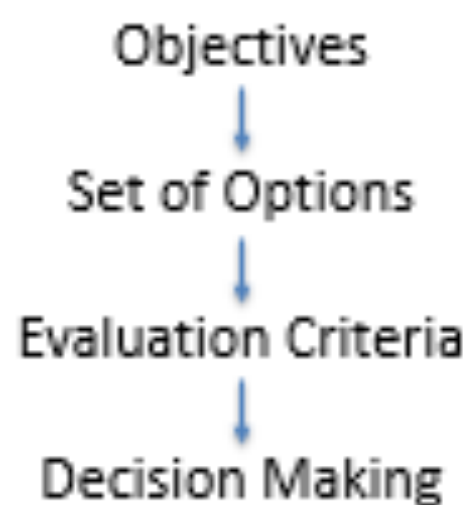 Objectives
Set of Options
Evaluation Criteria
Decision Making